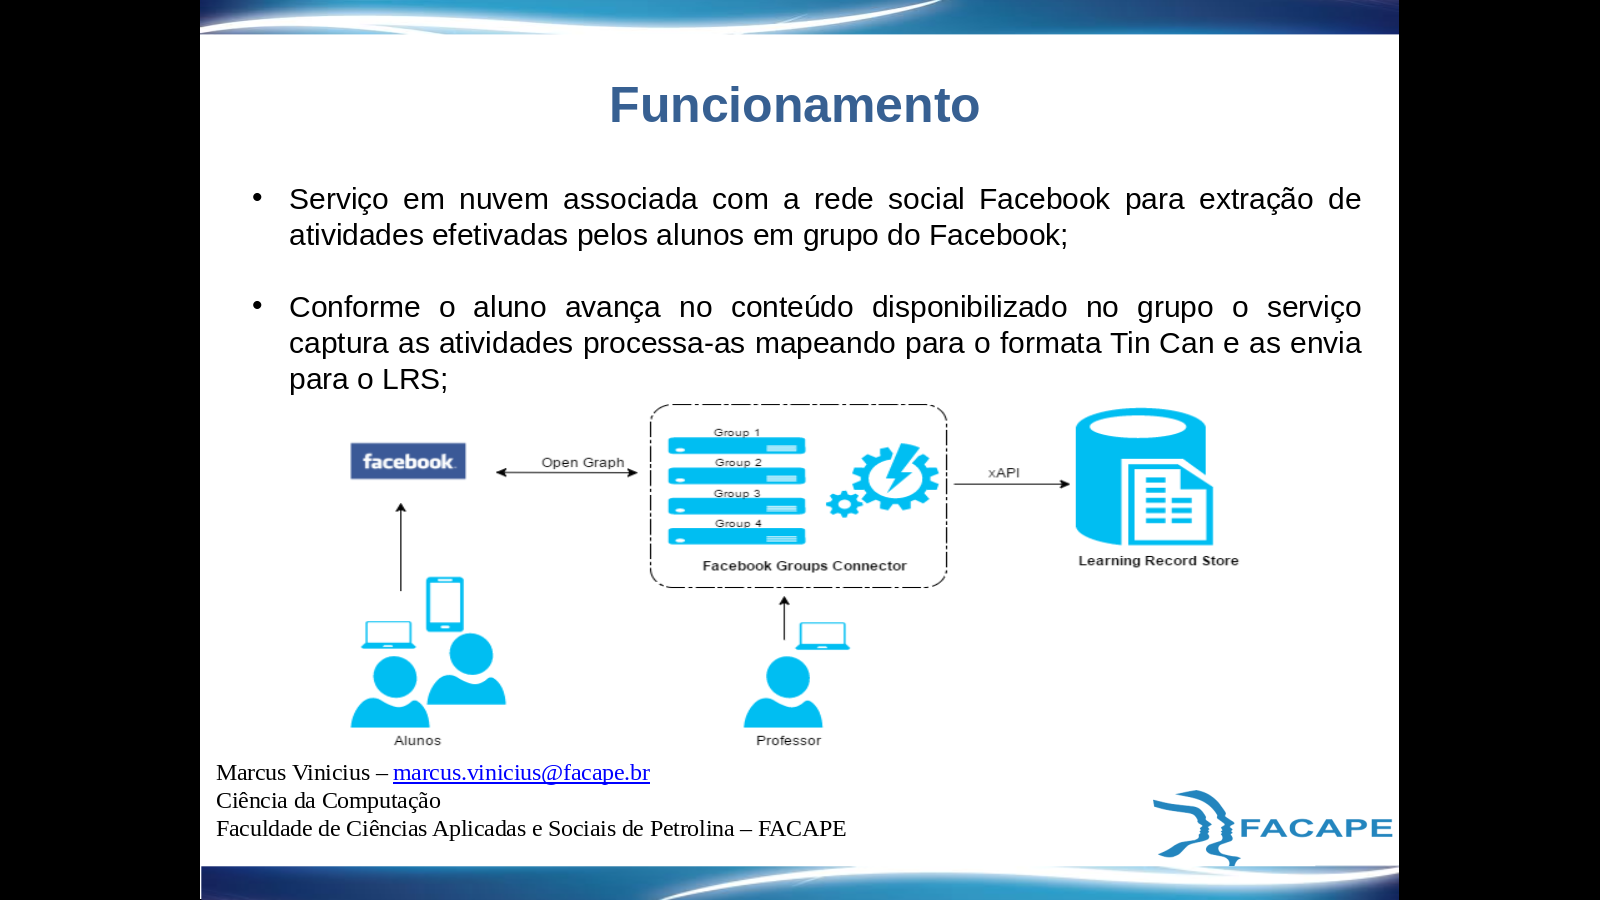 Funcionamento
• Serviço em nuvem associada com a rede social Facebook para extração de
atividades efetivadas pelos alunos em grupo do Facebook;
• Conforme o aluno avança no conteúdo disponibilizado no grupo o serviço
captura as atividades processa-as mapeando para o formata Tin Can e as envia
para o LRS;
facebook
Open Graph
Group 1
Group 2
Group 3
Group 4
Facebook Groups Connector
xAPI
Learning Record Store
Alunos
Professor
Marcus Vinicius – marcus.vinicius@facape.br
Ciência da Computação
Faculdade de Ciências Aplicadas e Sociais de Petrolina – FACAPE
FACAPE